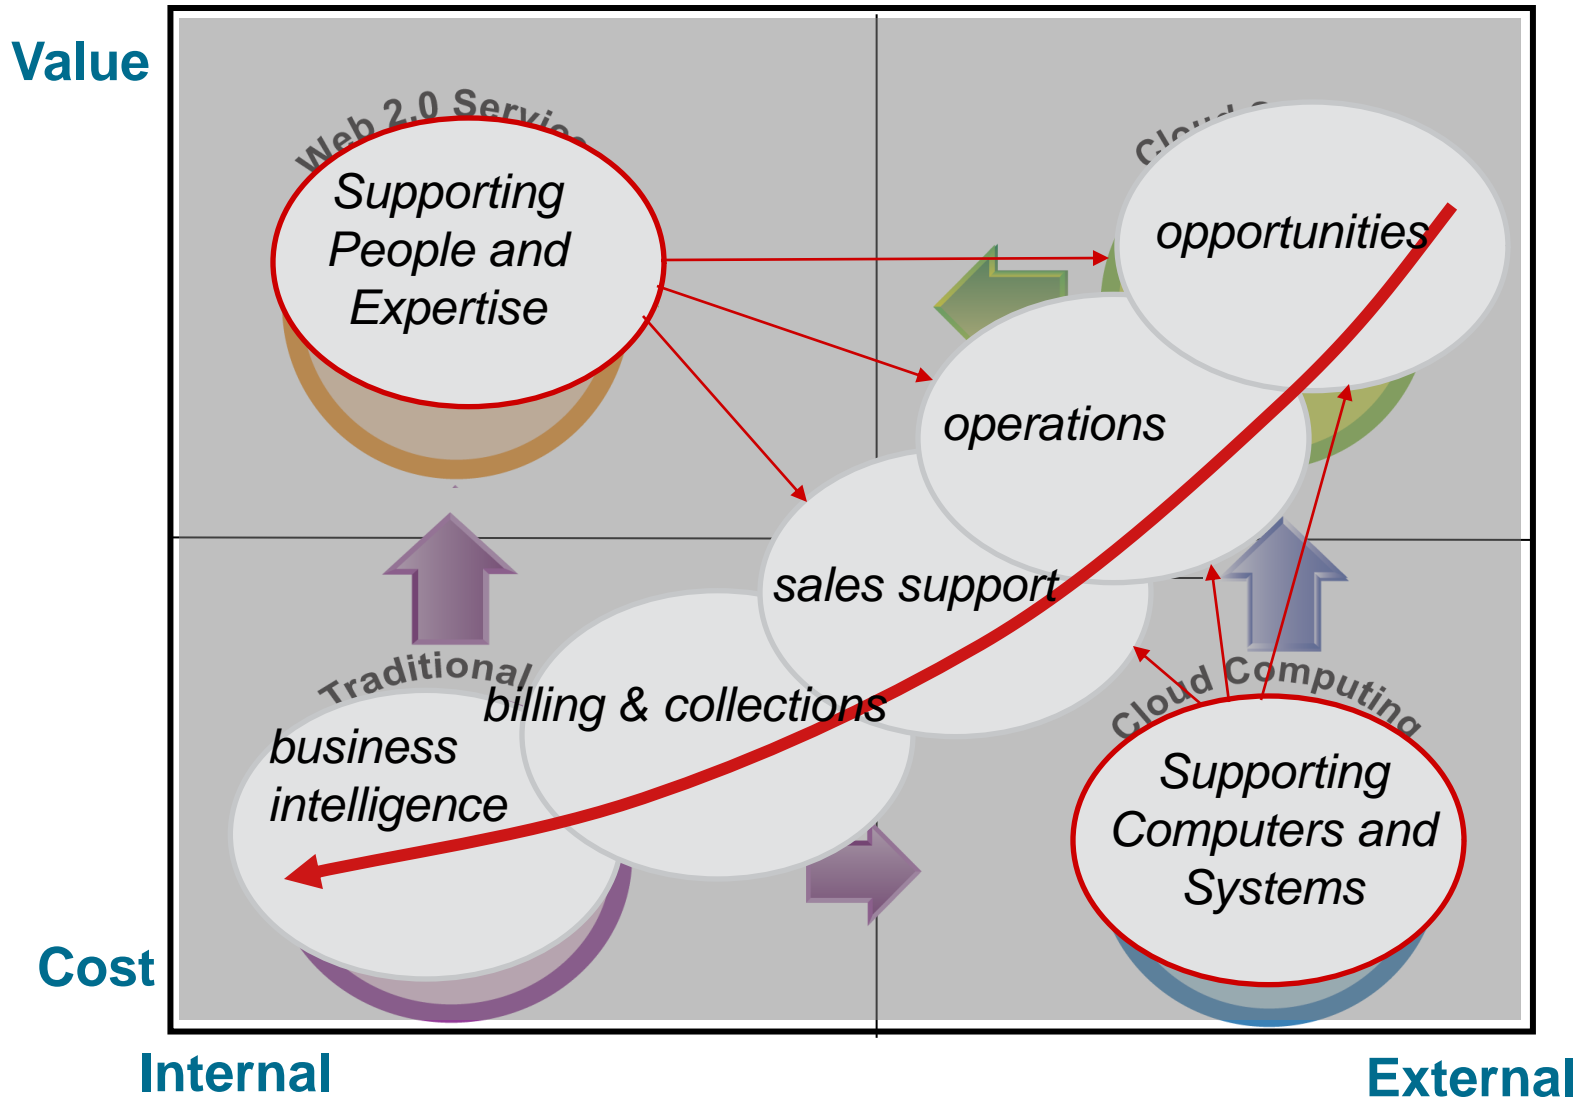 Value
Web 2.0
Cloud
Supporting
People and
Expertise
opportunities
operations
sales support
Traditional
Cloud Computing
billing & collections
business
intelligence
Supporting
Computers and
Systems
Cost
Internal
External